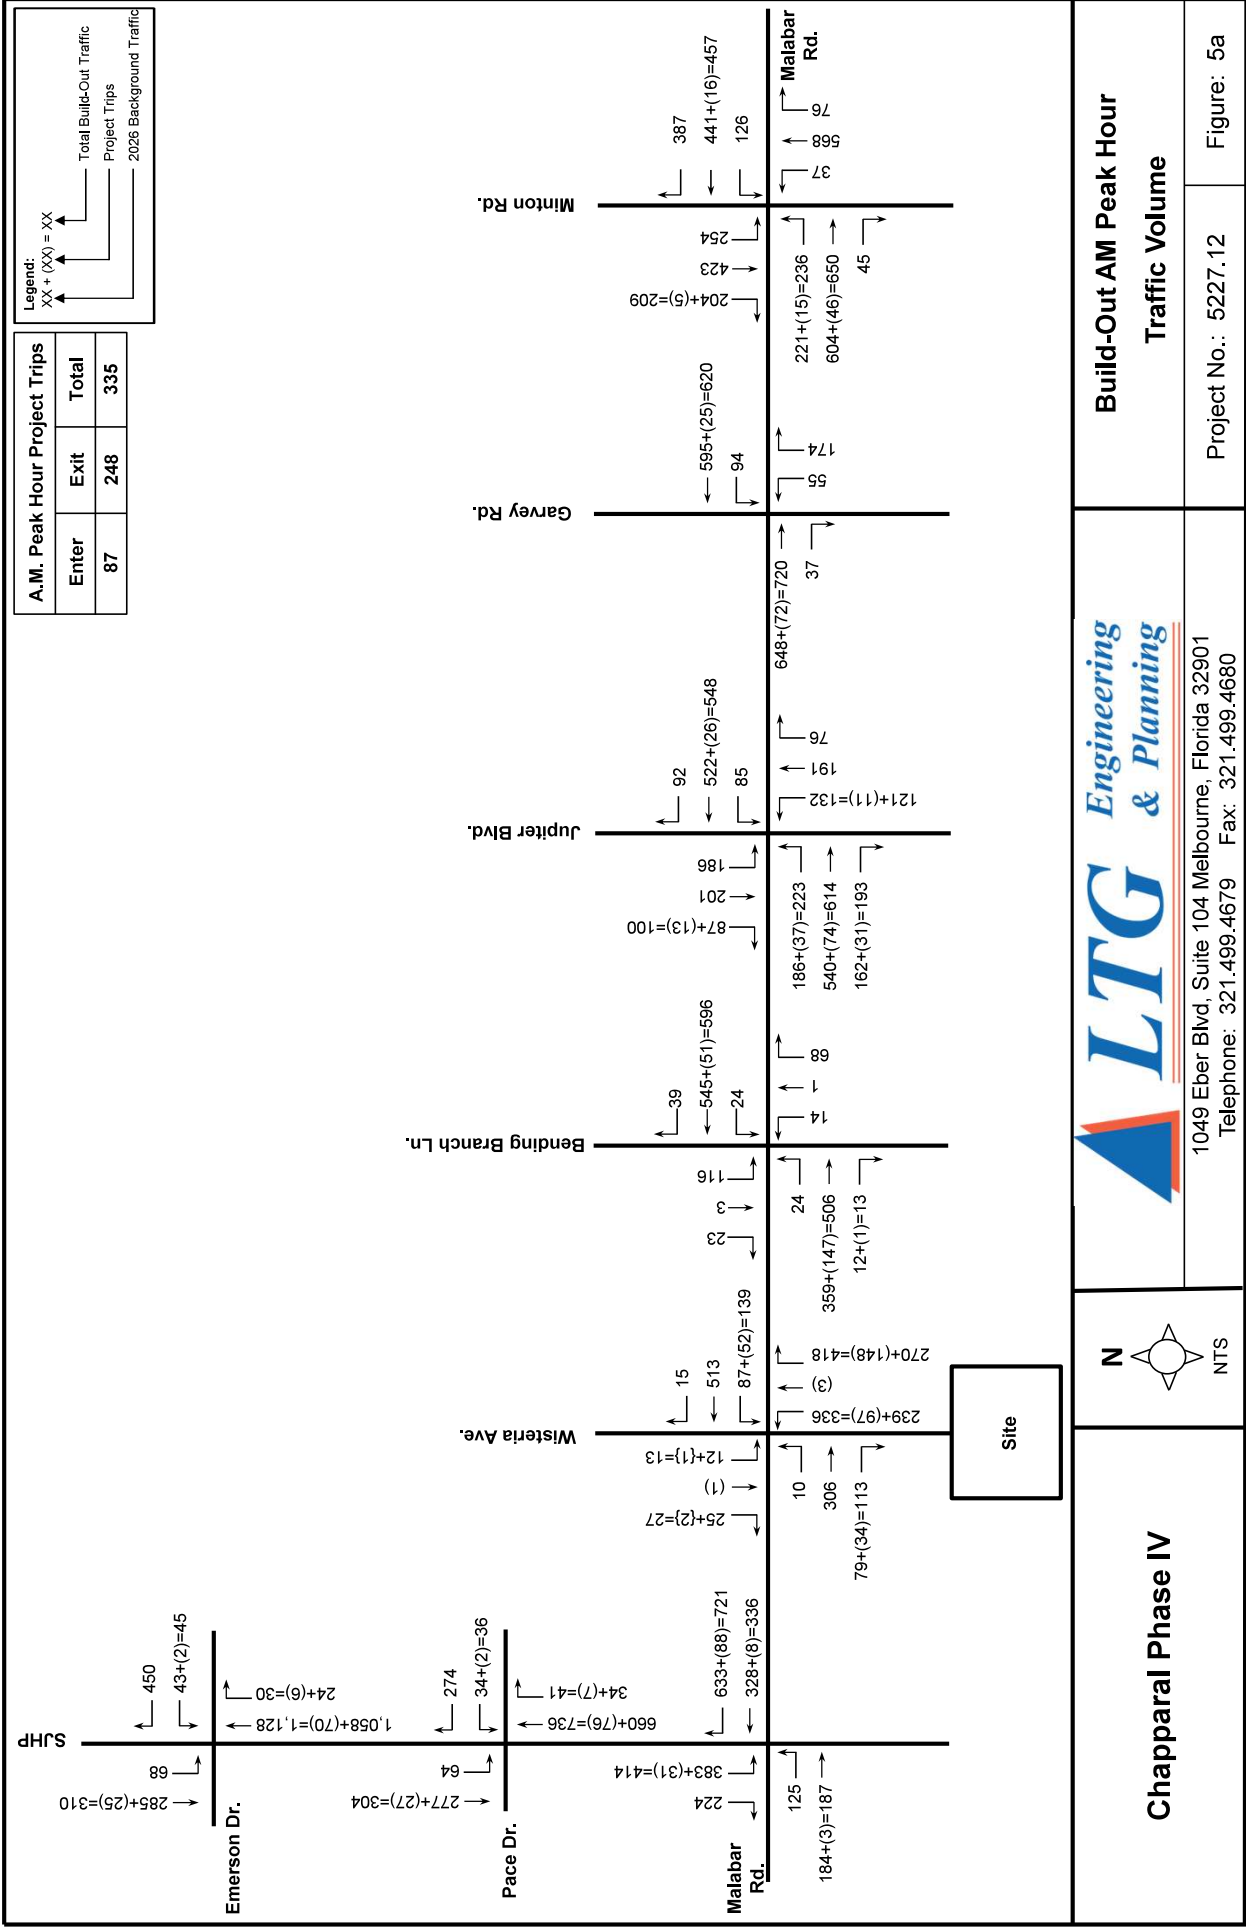 Legend:
XX + (XX) = XX
Total Build-Out Traffic
Project Trips
2026 Background Traffic
A.M. Peak Hour Project Trips
Enter Exit Total
87 248 335
SJHP
Emerson Dr.
450
43+(2)=45
68
285+(25)=310
24+(6)=30
1,058+(70)=1,128
Pace Dr.
274
34+(2)=36
64
277+(27)=304
34+(7)=41
660+(76)=736
Malabar
Rd.
633+(88)=721
328+(8)=336
383+(31)=414
224
125
184+(3)=187
Wisteria Ave.
15
513
87+(52)=139
12+{1}=13
(1)
25+{2}=27
10
306
79+(34)=113
239+(97)=336
(3)
270+(148)=418
Site
Bending Branch Ln.
39
545+(51)=596
24
116
3
23
24
359+(147)=506
12+(1)=13
14
1
68
Jupiter Blvd.
92
522+(26)=548
85
186
201
87+(13)=100
186+(37)=223
540+(74)=614
162+(31)=193
121+(11)=132
191
76
Garvey Rd.
595+(25)=620
94
648+(72)=720
37
55
174
Minton Rd.
387
441+(16)=457
126
254
423
204+(5)=209
221+(15)=236
604+(46)=650
45
37
568
76
Malabar
Rd.
Chapparal Phase IV
N
NTS
LTG Engineering
& Planning
1049 Eber Blvd, Suite 104 Melbourne, Florida 32901
Telephone: 321.499.4679 Fax: 321.499.4680
Build-Out AM Peak Hour
Traffic Volume
Project No.: 5227.12
Figure: 5a